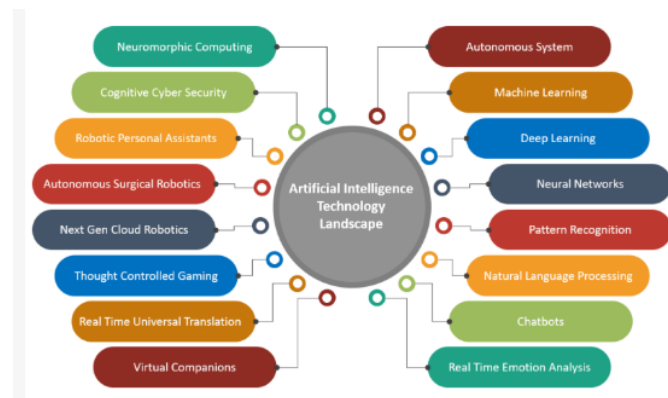 Neuromorphic Computing
Cognitive Cyber Security
Robotic Personal Assistants
Autonomous Surgical Robotics
Next Gen Cloud Robotics
Thought Controlled Gaming
Real Time Universal Translation
Virtual Companions
Artificial Intelligence
Technology
Landscape
Autonomous System
Machine Learning
Deep Learning
Neural Networks
Pattern Recognition
Natural Language Processing
Chatbots
Real Time Emotion Analysis